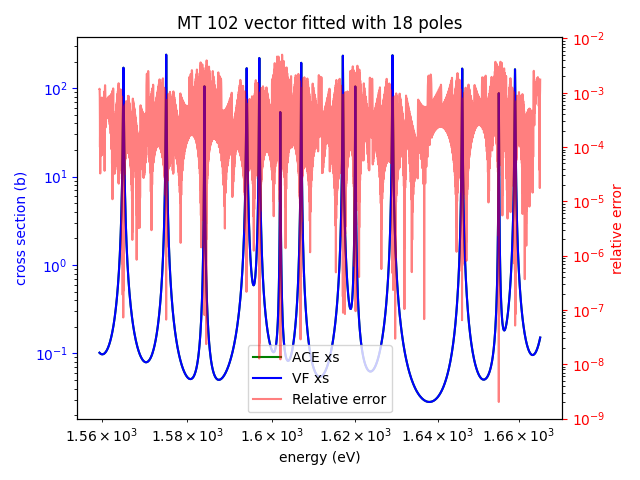 MT 102 vector fitted with 18 poles
10²
10¹
10⁰
10⁻¹
cross section (b)
10⁻²
10⁻³
10⁻⁴
10⁻⁵
10⁻⁶
10⁻⁷
10⁻⁸
10⁻⁹
relative error
ACE xs
VF xs
Relative error
1.56×10³ 1.58×10³ 1.6×10³ 1.62×10³ 1.64×10³ 1.66×10³
energy (eV)